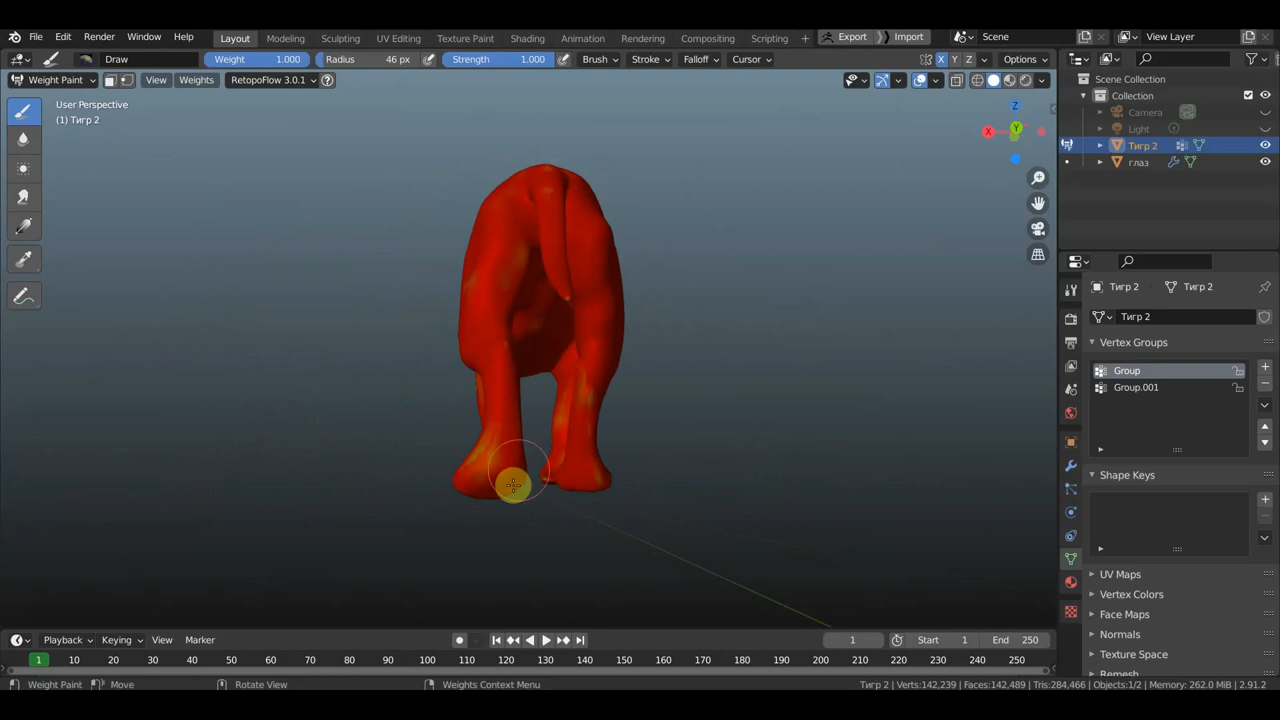 File Edit Render Window Help Layout Modeling Sculpting UV Editing Texture Paint Shading Animation Rendering Compositing Scripting + Export Import Scene View Layer
Draw Weight 1.000 Radius 46 px Strength 1.000 Brush Stroke Falloff Cursor X Y Z Options
Weight Paint View Weights RetopoFlow 3.0.1
User Perspective
(1) Тигр 2
Z
X
Y
Scene Collection
Collection
Camera
Light
Тигр 2
глаз
Тигр 2 Тигр 2
Тигр 2
Vertex Groups
Group
Group.001
Shape Keys
UV Maps
Vertex Colors
Face Maps
Normals
Texture Space
Remesh
Playback Keying View Marker 1 Start 1 End 250
1 10 20 30 40 50 60 70 80 90 100 110 120 130 140 150 160 170 180 190 200 210 220 230 240 250
Weight Paint Move Rotate View Weights Context Menu Тигр 2 | Verts:142,239 | Faces:142,489 | Tris:284,466 | Objects:1/2 | Memory: 262.0 MiB | 2.91.2